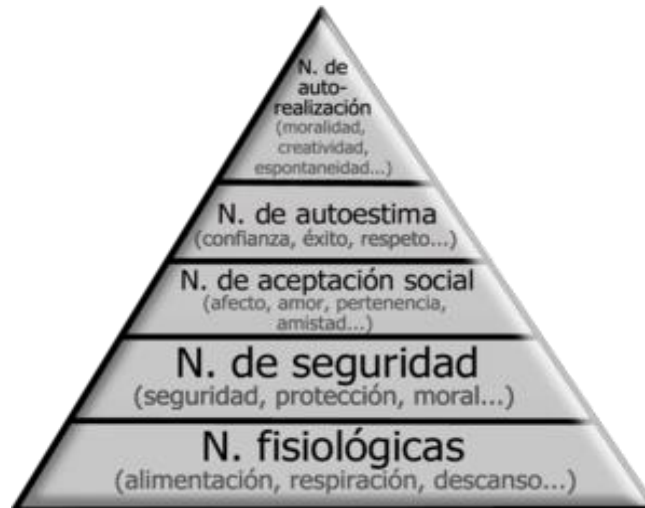 N. de
auto-
realización
(moralidad,
creatividad,
espontaneidad...)
N. de autoestima
(confianza, éxito, respeto...)
N. de aceptación social
(afecto, amor, pertenencia,
amistad...)
N. de seguridad
(seguridad, protección, moral...)
N. fisiológicas
(alimentación, respiración, descanso...)